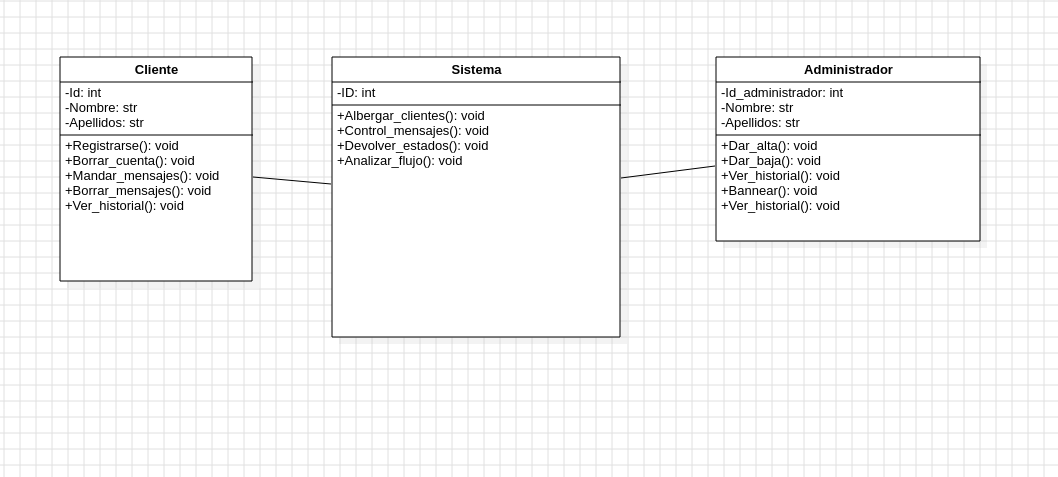 Cliente
-Id: int
-Nombre: str
-Apellidos: str
+Registrarse(): void
+Borrar_cuenta(): void
+Mandar_mensajes(): void
+Borrar_mensajes(): void
+Ver_historial(): void
Sistema
-ID: int
+Albergar_clientes(): void
+Control_mensajes(): void
+Devolver_estados(): void
+Analizar_flujo(): void
Administrador
-Id_administrador: int
-Nombre: str
-Apellidos: str
+Dar_alta(): void
+Dar_baja(): void
+Ver_historial(): void
+Bannear(): void
+Ver_historial(): void